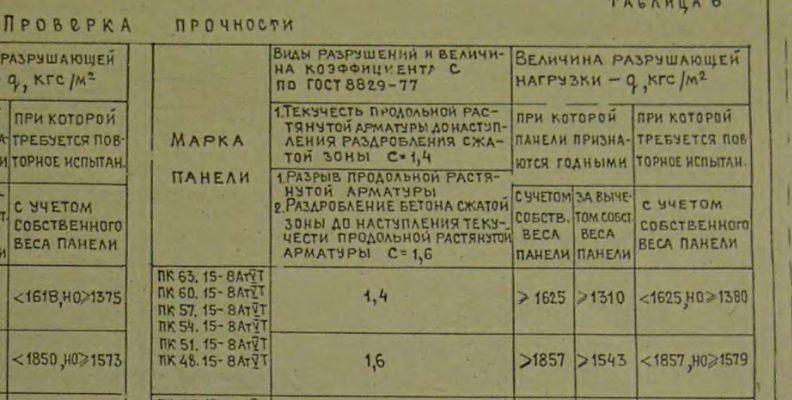 ТАБЛИЦА 6
ПРОВЕРКА ПРОЧНОСТИ
РАЗРУШАЮЩЕЙ
q, КГС/М²
ПРИ КОТОРОЙ
ТРЕБУЕТСЯ ПОВ-
ТОРНОЕ ИСПЫТАН.
С УЧЕТОМ
СОБСТВЕННОГО
ВЕСА ПАНЕЛИ
<1618, НО≥1375
<1850, НО≥1573
МАРКА
ПАНЕЛИ
ПК 63.15-8АтV̅Т
ПК 60.15-8АтV̅Т
ПК 57.15-8АтV̅Т
ПК 54.15-8АтV̅Т
ПК 51.15-8АтV̅Т
ПК 48.15-8АтV̅Т
ВИДЫ РАЗРУШЕНИЙ И ВЕЛИЧИ-
НА КОЭФФИЦИЕНТА С
ПО ГОСТ 8829-77
1.ТЕКУЧЕСТЬ ПРОДОЛЬНОЙ РАС-
ТЯНУТОЙ АРМАТУРЫ ДО НАСТУП-
ЛЕНИЯ РАЗДРОБЛЕНИЯ СЖА-
ТОЙ ЗОНЫ С=1,4
1.РАЗРЫВ ПРОДОЛЬНОЙ РАСТЯ-
НУТОЙ АРМАТУРЫ
2.РАЗДРОБЛЕНИЕ БЕТОНА СЖАТОЙ
ЗОНЫ ДО НАСТУПЛЕНИЯ ТЕКУ-
ЧЕСТИ ПРОДОЛЬНОЙ РАСТЯНУТОЙ
АРМАТУРЫ С=1,6
1,4
1,6
ВЕЛИЧИНА РАЗРУШАЮЩЕЙ
НАГРУЗКИ – q, КГС/М²
ПРИ КОТОРОЙ
ПАНЕЛИ ПРИЗНА-
ЮТСЯ ГОДНЫМИ
С УЧЕТОМ
СОБСТВ.
ВЕСА
ПАНЕЛИ
≥1625
≥1857
ЗА ВЫЧЕ-
ТОМ СОБСТ.
ВЕСА
ПАНЕЛИ
≥1310
≥1543
ПРИ КОТОРОЙ
ТРЕБУЕТСЯ ПОВ
ТОРНОЕ ИСПЫТАН.
С УЧЕТОМ
СОБСТВЕННОГО
ВЕСА ПАНЕЛИ
<1625, НО≥1380
<1857, НО≥1579